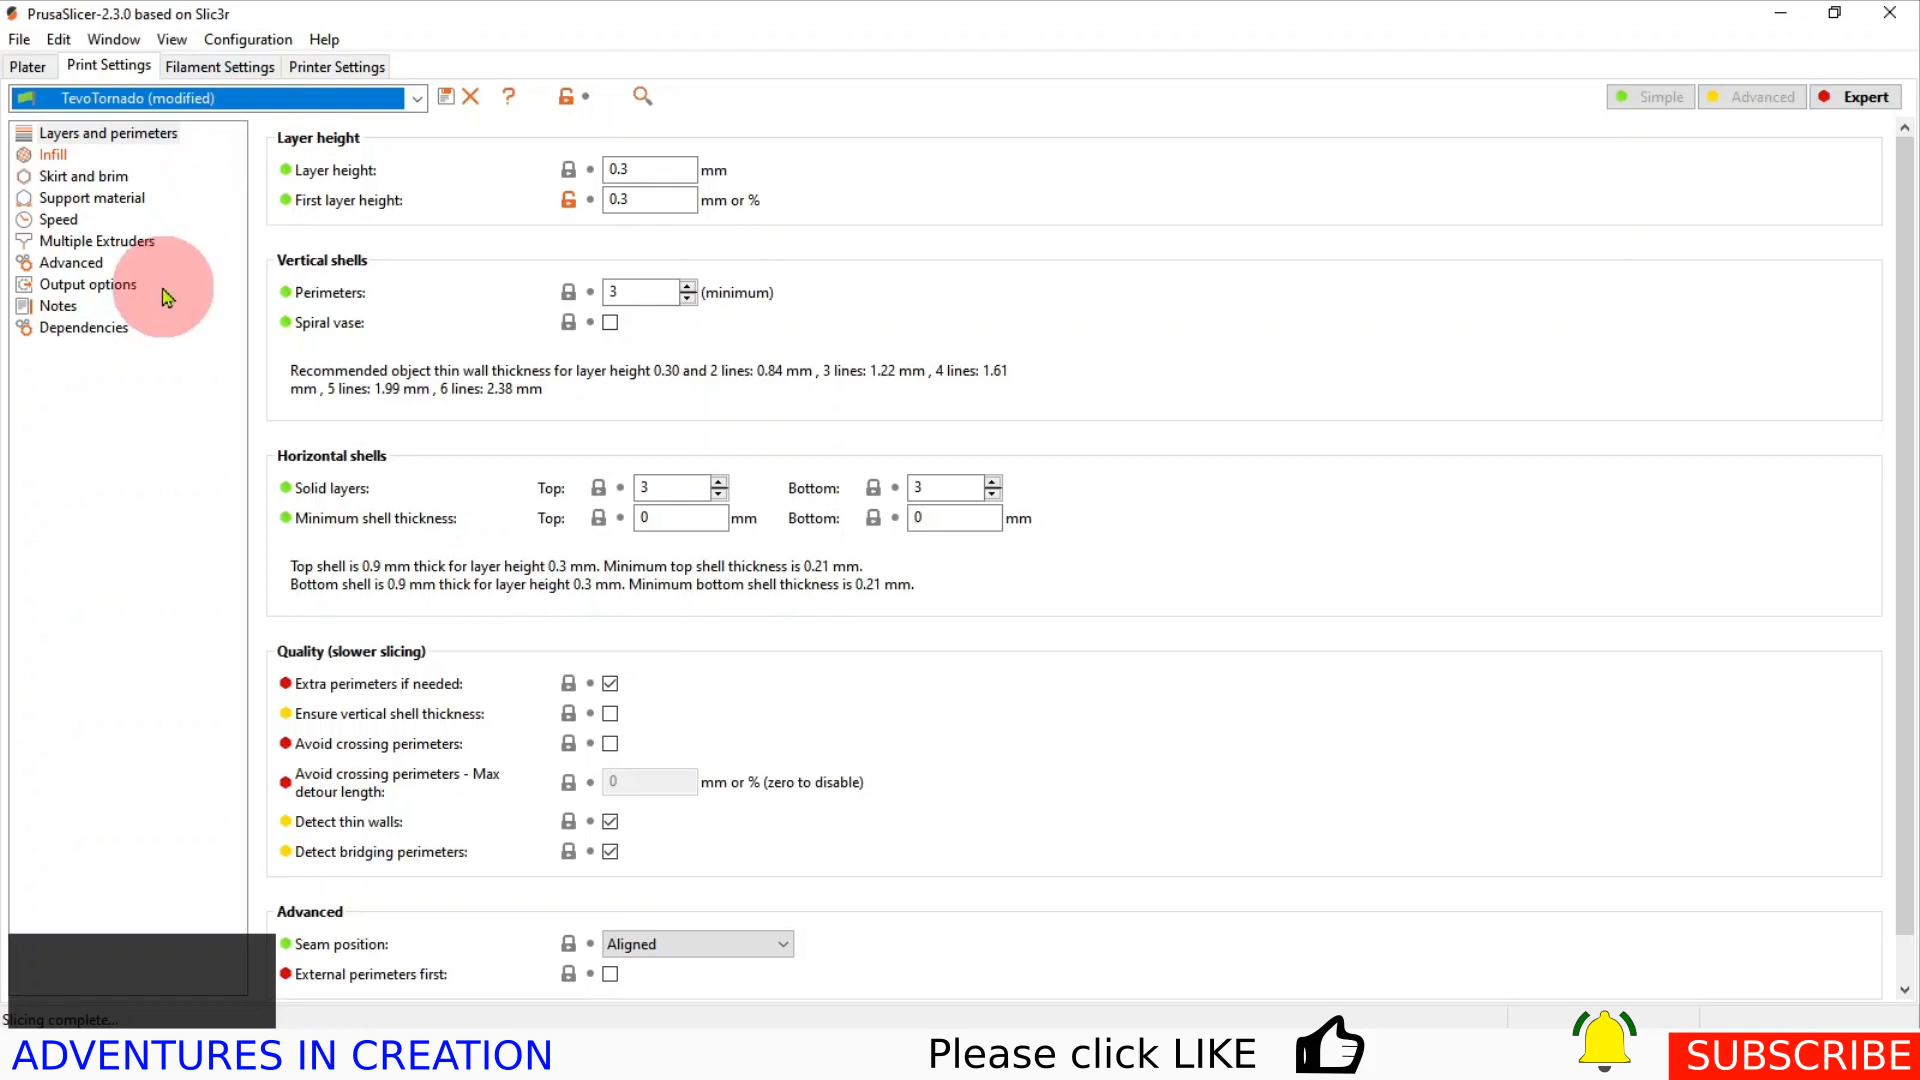 PrusaSlicer-2.3.0 based on Slic3r
File Edit Window View Configuration Help
Plater Print Settings Filament Settings Printer Settings
TevoTornado (modified) ? Simple Advanced Expert
Layers and perimeters
Infill
Skirt and brim
Support material
Speed
Multiple Extruders
Advanced
Output options
Notes
Dependencies
Layer height
Layer height: 0.3 mm
First layer height: 0.3 mm or %
Vertical shells
Perimeters: 3 (minimum)
Spiral vase:
Recommended object thin wall thickness for layer height 0.30 and 2 lines: 0.84 mm , 3 lines: 1.22 mm , 4 lines: 1.61
mm , 5 lines: 1.99 mm , 6 lines: 2.38 mm
Horizontal shells
Solid layers: Top: 3 Bottom: 3
Minimum shell thickness: Top: 0 mm Bottom: 0 mm
Top shell is 0.9 mm thick for layer height 0.3 mm. Minimum top shell thickness is 0.21 mm.
Bottom shell is 0.9 mm thick for layer height 0.3 mm. Minimum bottom shell thickness is 0.21 mm.
Quality (slower slicing)
Extra perimeters if needed:
Ensure vertical shell thickness:
Avoid crossing perimeters:
Avoid crossing perimeters - Max
detour length: 0 mm or % (zero to disable)
Detect thin walls:
Detect bridging perimeters:
Advanced
Seam position: Aligned
External perimeters first:
Slicing complete...
ADVENTURES IN CREATION Please click LIKE SUBSCRIBE